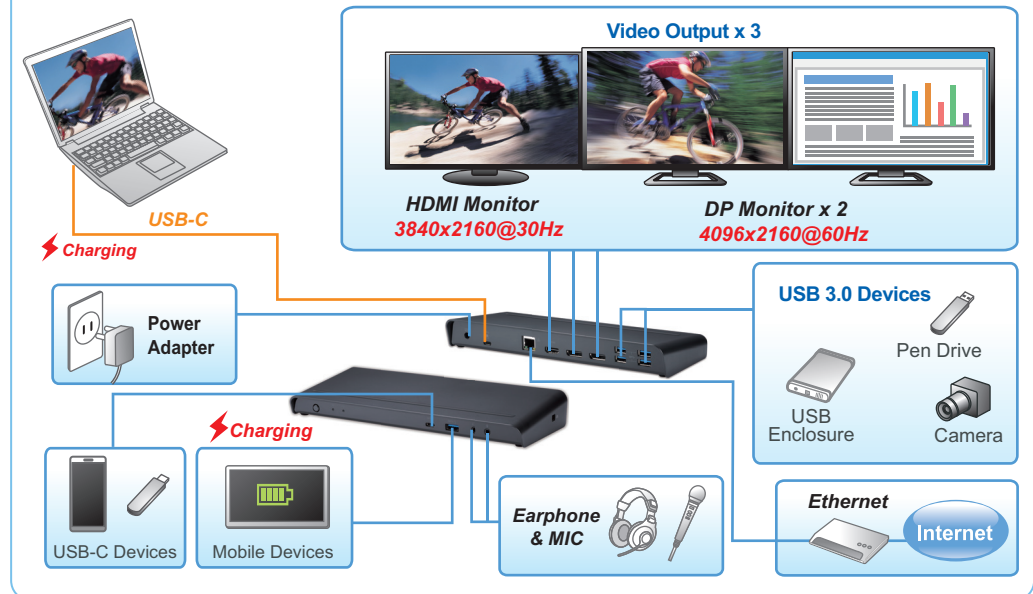 Video Output x 3
HDMI Monitor
3840x2160@30Hz
DP Monitor x 2
4096x2160@60Hz
USB-C
Charging
Power
Adapter
USB 3.0 Devices
Pen Drive
USB
Enclosure
Camera
Charging
USB-C Devices
Mobile Devices
Earphone
& MIC
Ethernet
Internet